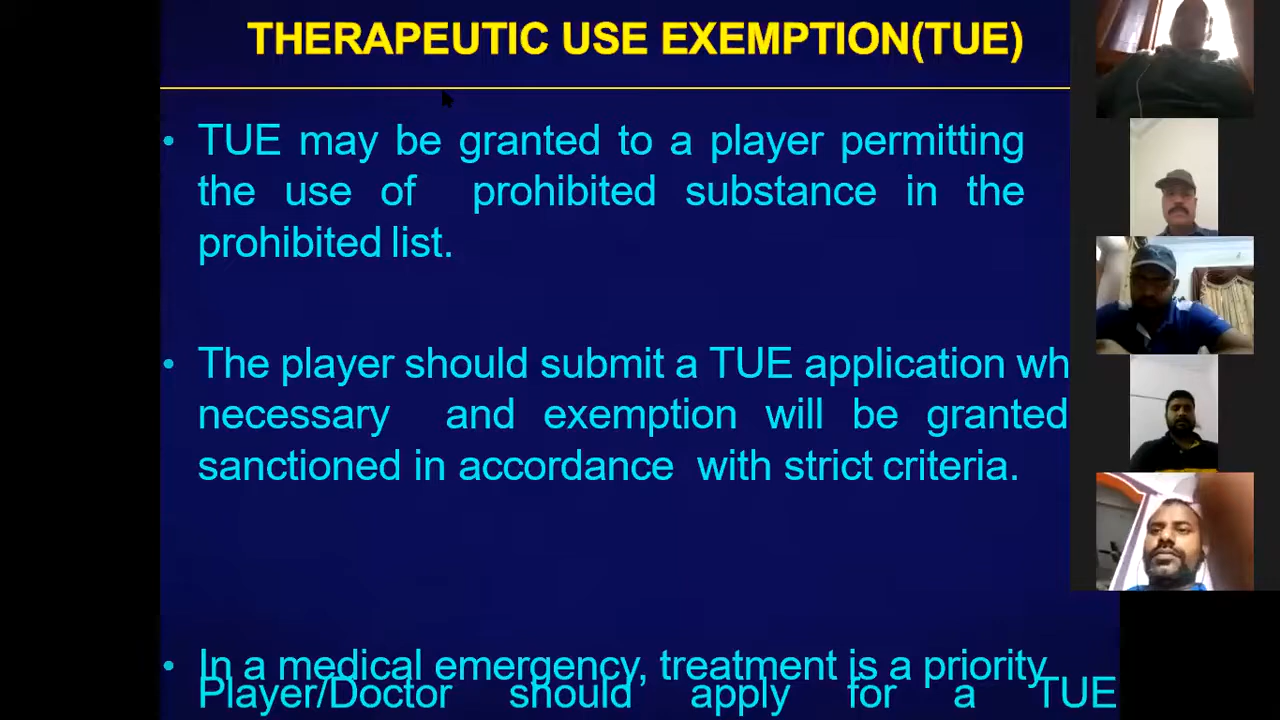 THERAPEUTIC USE EXEMPTION(TUE)
• TUE may be granted to a player permitting
the use of prohibited substance in the
prohibited list.
• The player should submit a TUE application wh
necessary and exemption will be granted
sanctioned in accordance with strict criteria.
• In a medical emergency, treatment is a priority
Player/Doctor should apply for a TUE